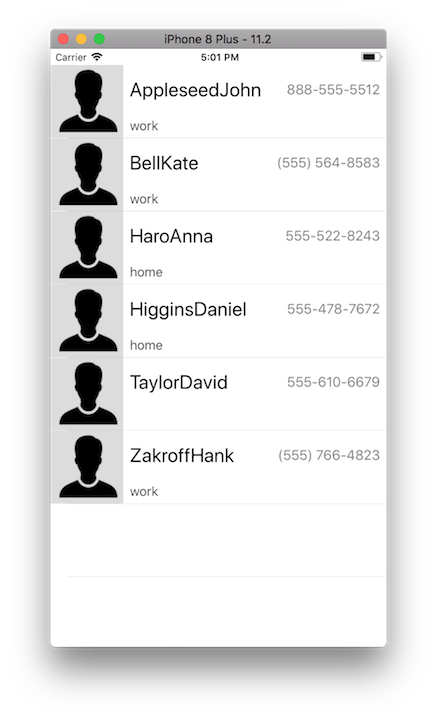 iPhone 8 Plus - 11.2
Carrier 5:01 PM
AppleseedJohn 888-555-5512
work
BellKate (555) 564-8583
work
HaroAnna 555-522-8243
home
HigginsDaniel 555-478-7672
home
TaylorDavid 555-610-6679
ZakroffHank (555) 766-4823
work